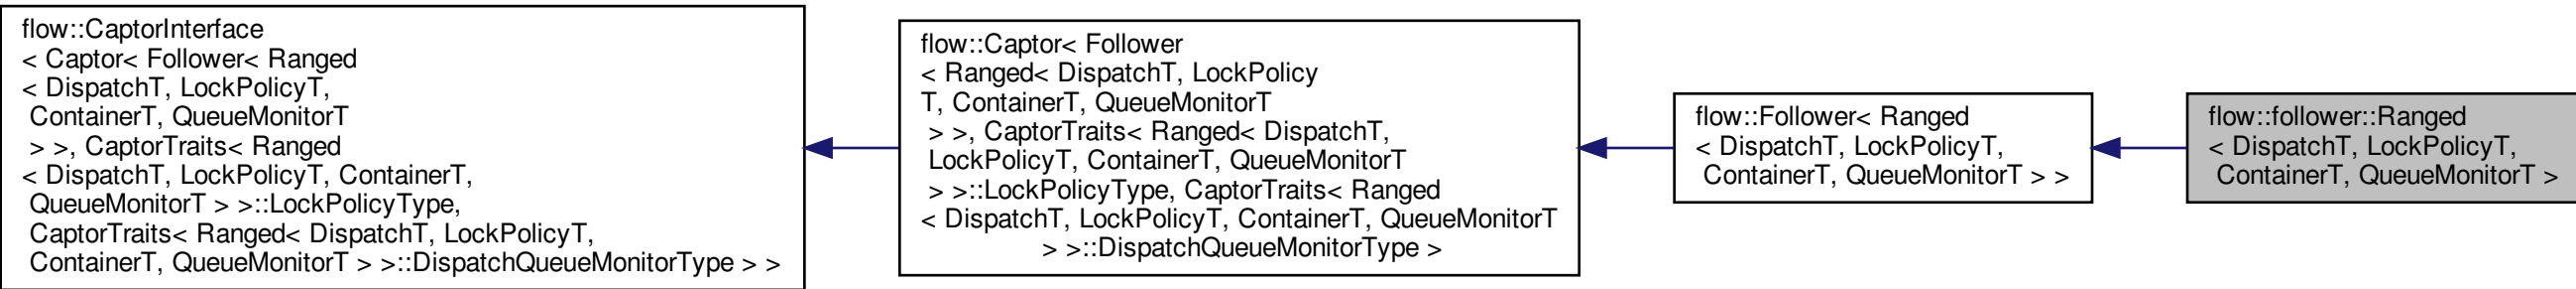 flow::CaptorInterface
< Captor< Follower< Ranged
< DispatchT, LockPolicyT,
ContainerT, QueueMonitorT
> >, CaptorTraits< Ranged
< DispatchT, LockPolicyT, ContainerT,
QueueMonitorT > >::LockPolicyType,
CaptorTraits< Ranged< DispatchT, LockPolicyT,
ContainerT, QueueMonitorT > >::DispatchQueueMonitorType > >
flow::Captor< Follower
< Ranged< DispatchT, LockPolicy
T, ContainerT, QueueMonitorT
> >, CaptorTraits< Ranged< DispatchT,
LockPolicyT, ContainerT, QueueMonitorT
> >::LockPolicyType, CaptorTraits< Ranged
< DispatchT, LockPolicyT, ContainerT, QueueMonitorT
> >::DispatchQueueMonitorType >
flow::Follower< Ranged
< DispatchT, LockPolicyT,
ContainerT, QueueMonitorT > >
flow::follower::Ranged
< DispatchT, LockPolicyT,
ContainerT, QueueMonitorT >